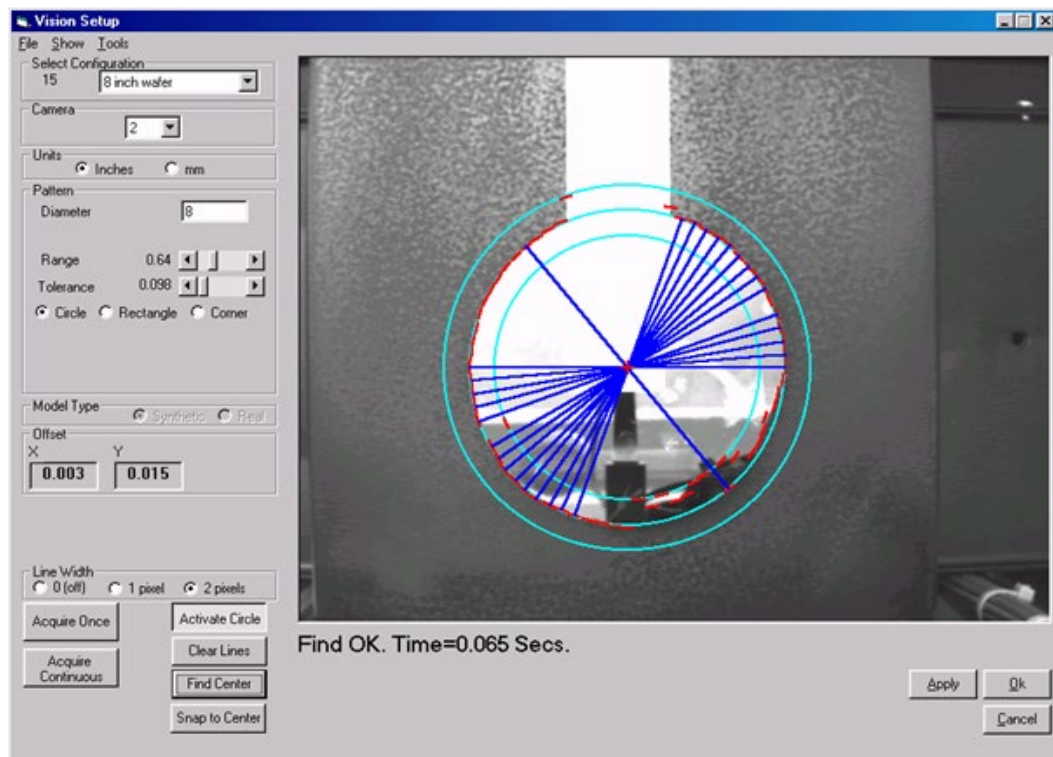 Vision Setup
File Show Tools
Select Configuration
15 8 inch wafer
Camera
2
Units
Inches mm
Pattern
Diameter 8
Range 0.64
Tolerance 0.098
Circle Rectangle Corner
Model Type
Synthetic Real
Offset
X Y
0.003 0.015
Line Width
0 (off) 1 pixel 2 pixels
Acquire Once Activate Circle
Clear Lines
Acquire
Continuous
Find Center
Snap to Center
Find OK. Time=0.065 Secs.
Apply Ok
Cancel